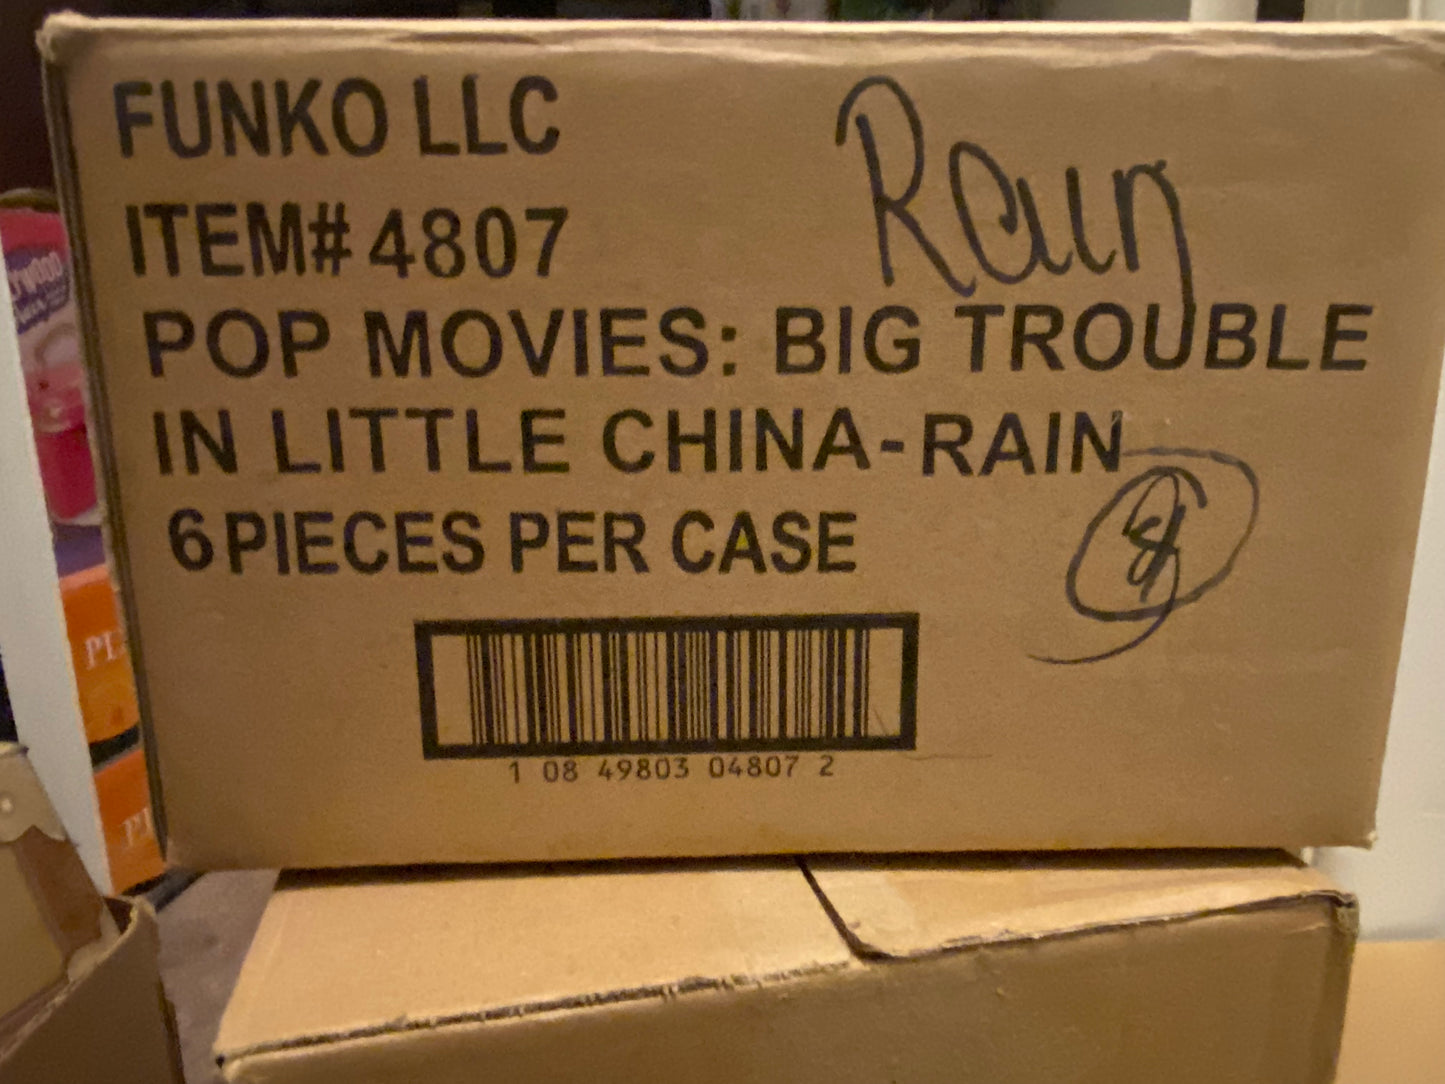 FUNKO LLC
Rain
ITEM# 4807
POP MOVIES: BIG TROUBLE
IN LITTLE CHINA-RAIN
6 PIECES PER CASE
1 08 49803 04807 2